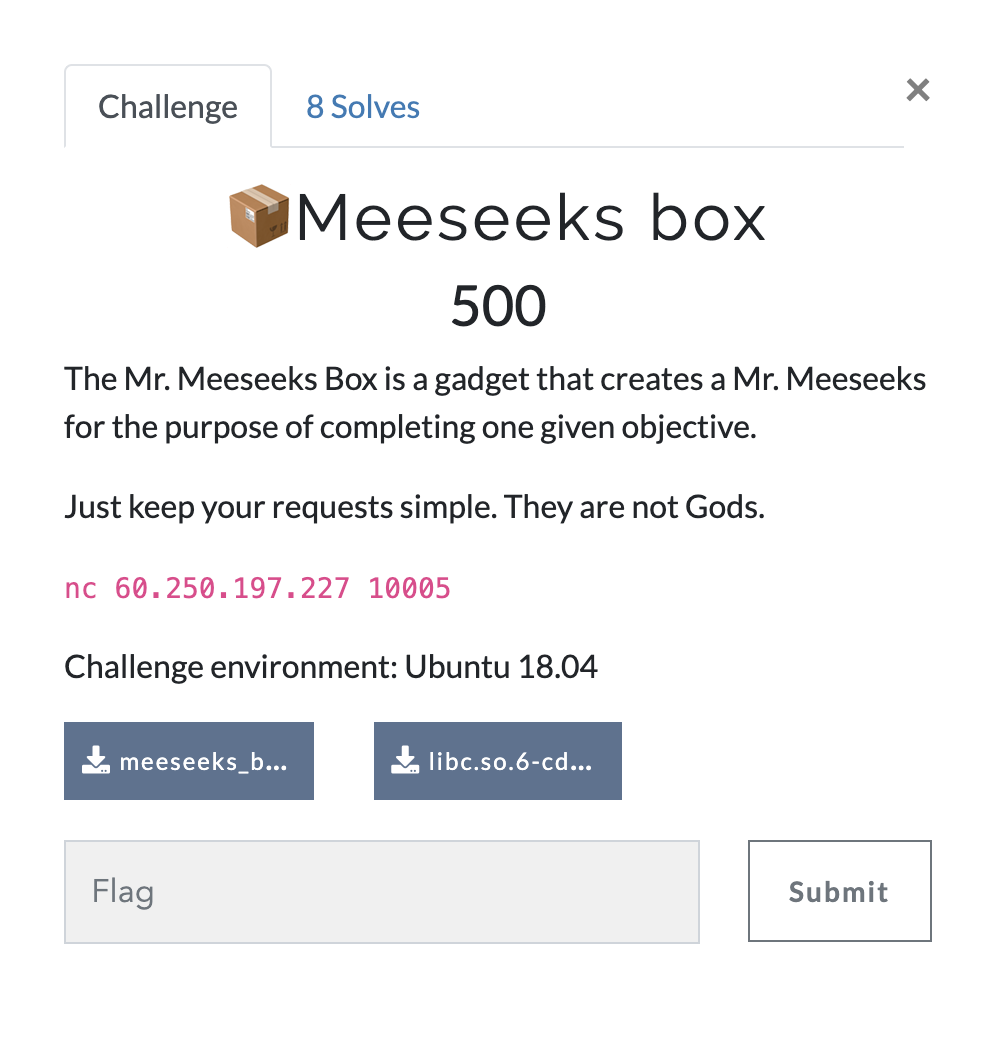 Challenge
8 Solves
×
📦Meeseeks box
500
The Mr. Meeseeks Box is a gadget that creates a Mr. Meeseeks
for the purpose of completing one given objective.
Just keep your requests simple. They are not Gods.
nc 60.250.197.227 10005
Challenge environment: Ubuntu 18.04
meeseeks_b...
libc.so.6-cd...
Flag
Submit